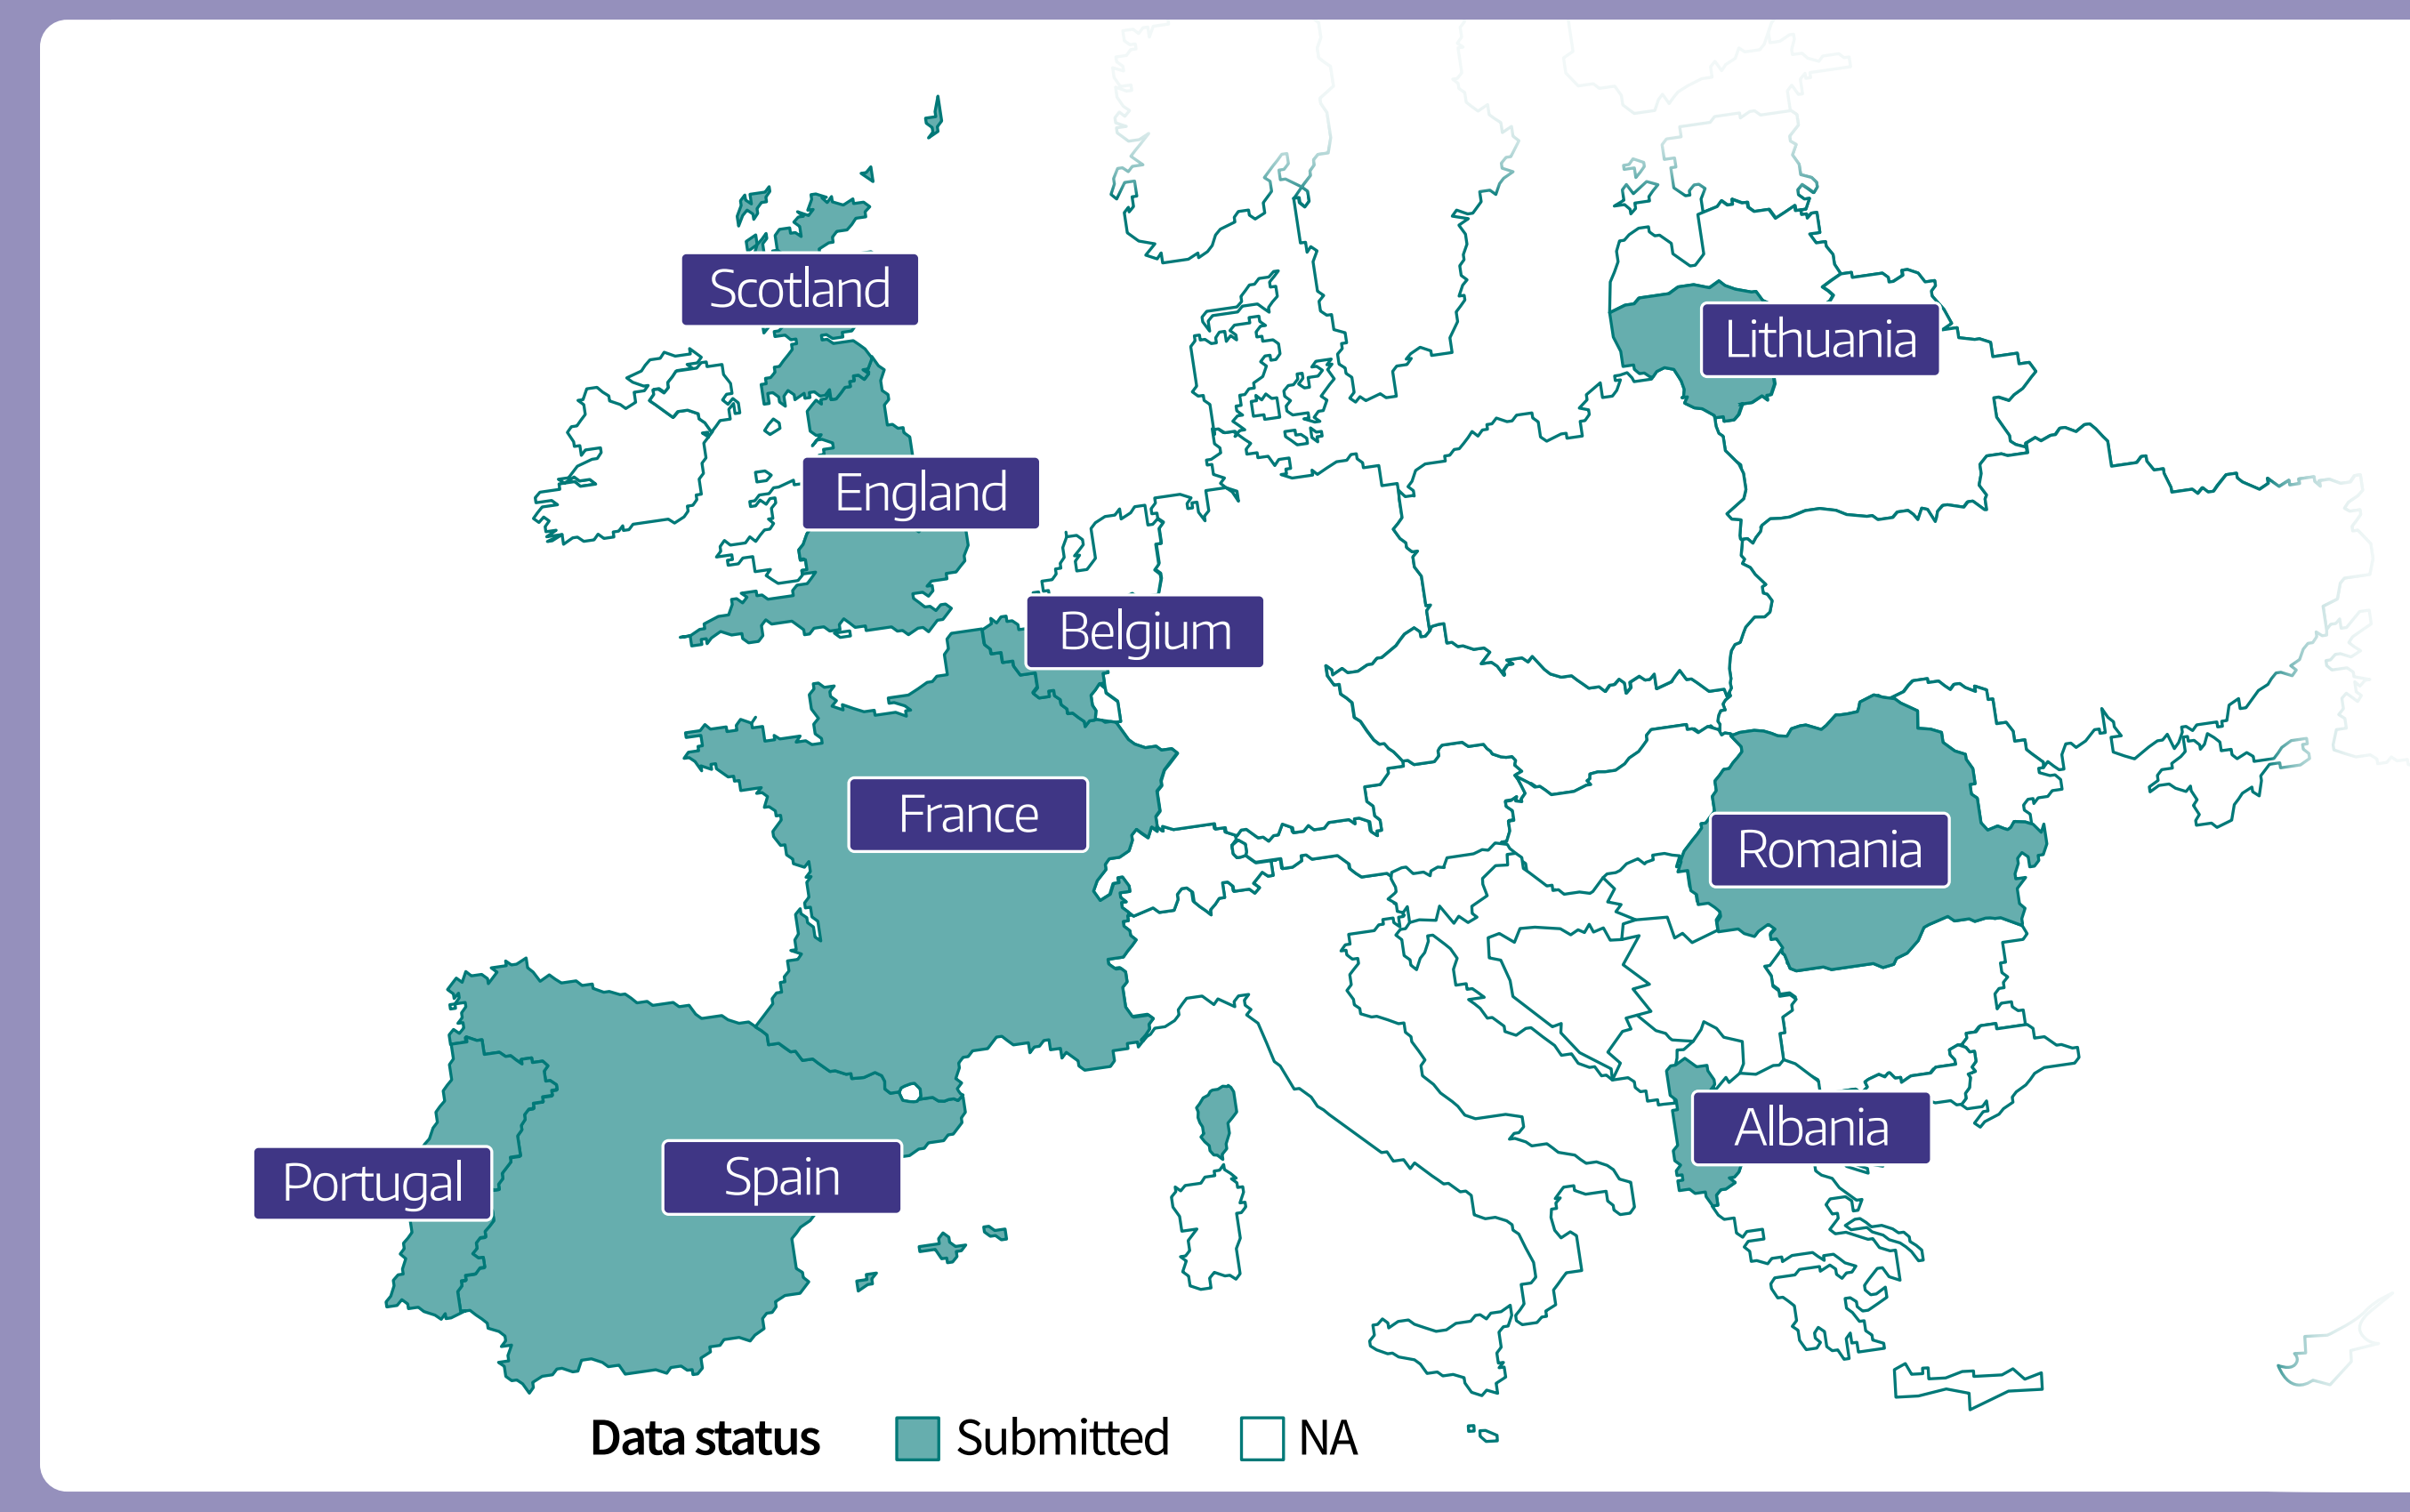 Scotland
Lithuania
England
Belgium
France
Romania
Albania
Portugal
Spain
Data status
Submitted
NA